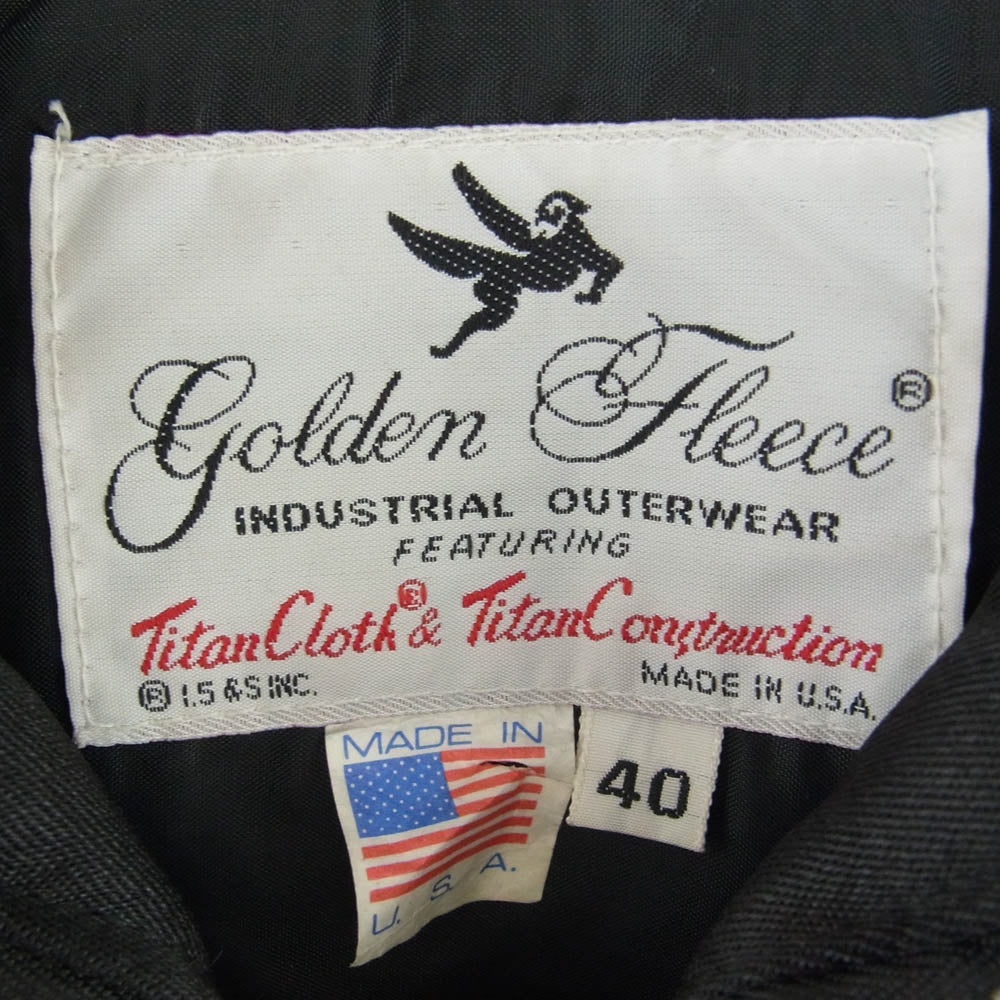 Golden Fleece ®
INDUSTRIAL OUTERWEAR
FEATURING
TitanCloth® & TitanConstruction
® I.S & S INC.
MADE IN U.S.A.
MADE IN
U. S. A.
40